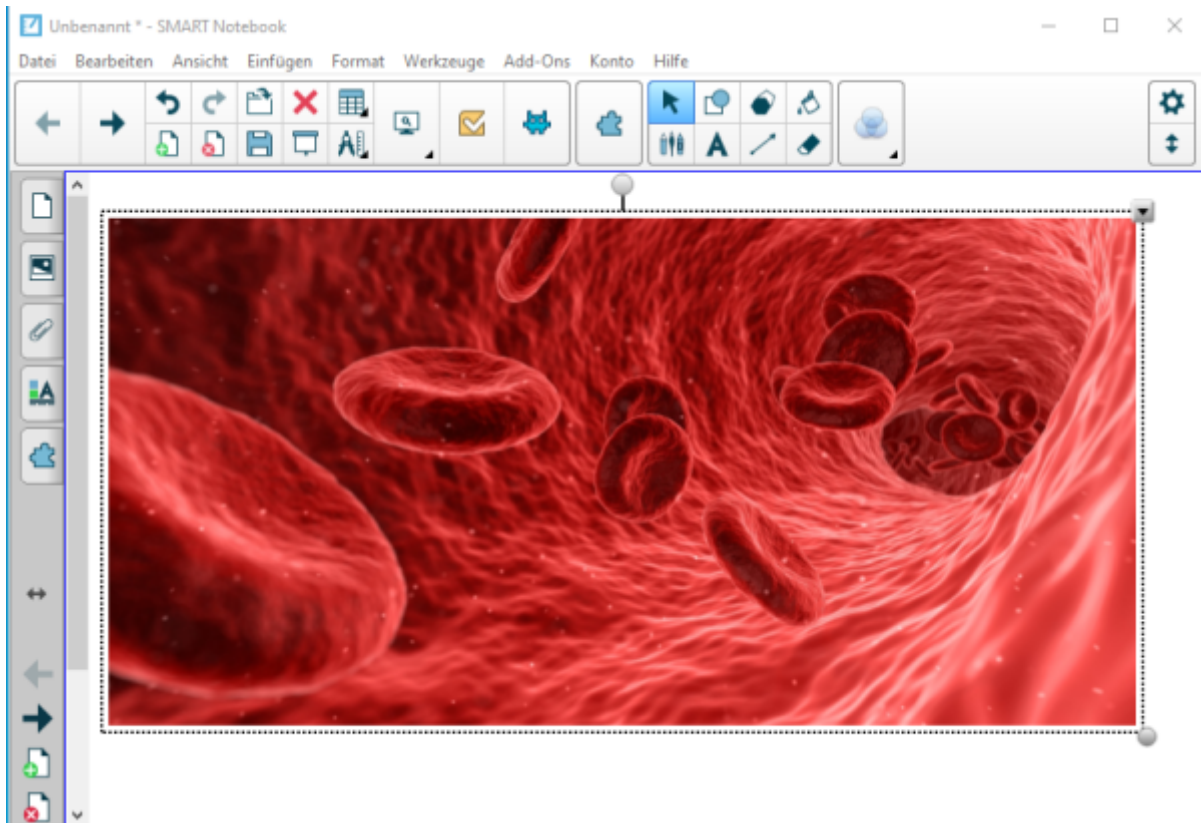 Unbenannt * - SMART Notebook
Datei Bearbeiten Ansicht Einfügen Format Werkzeuge Add-Ons Konto Hilfe